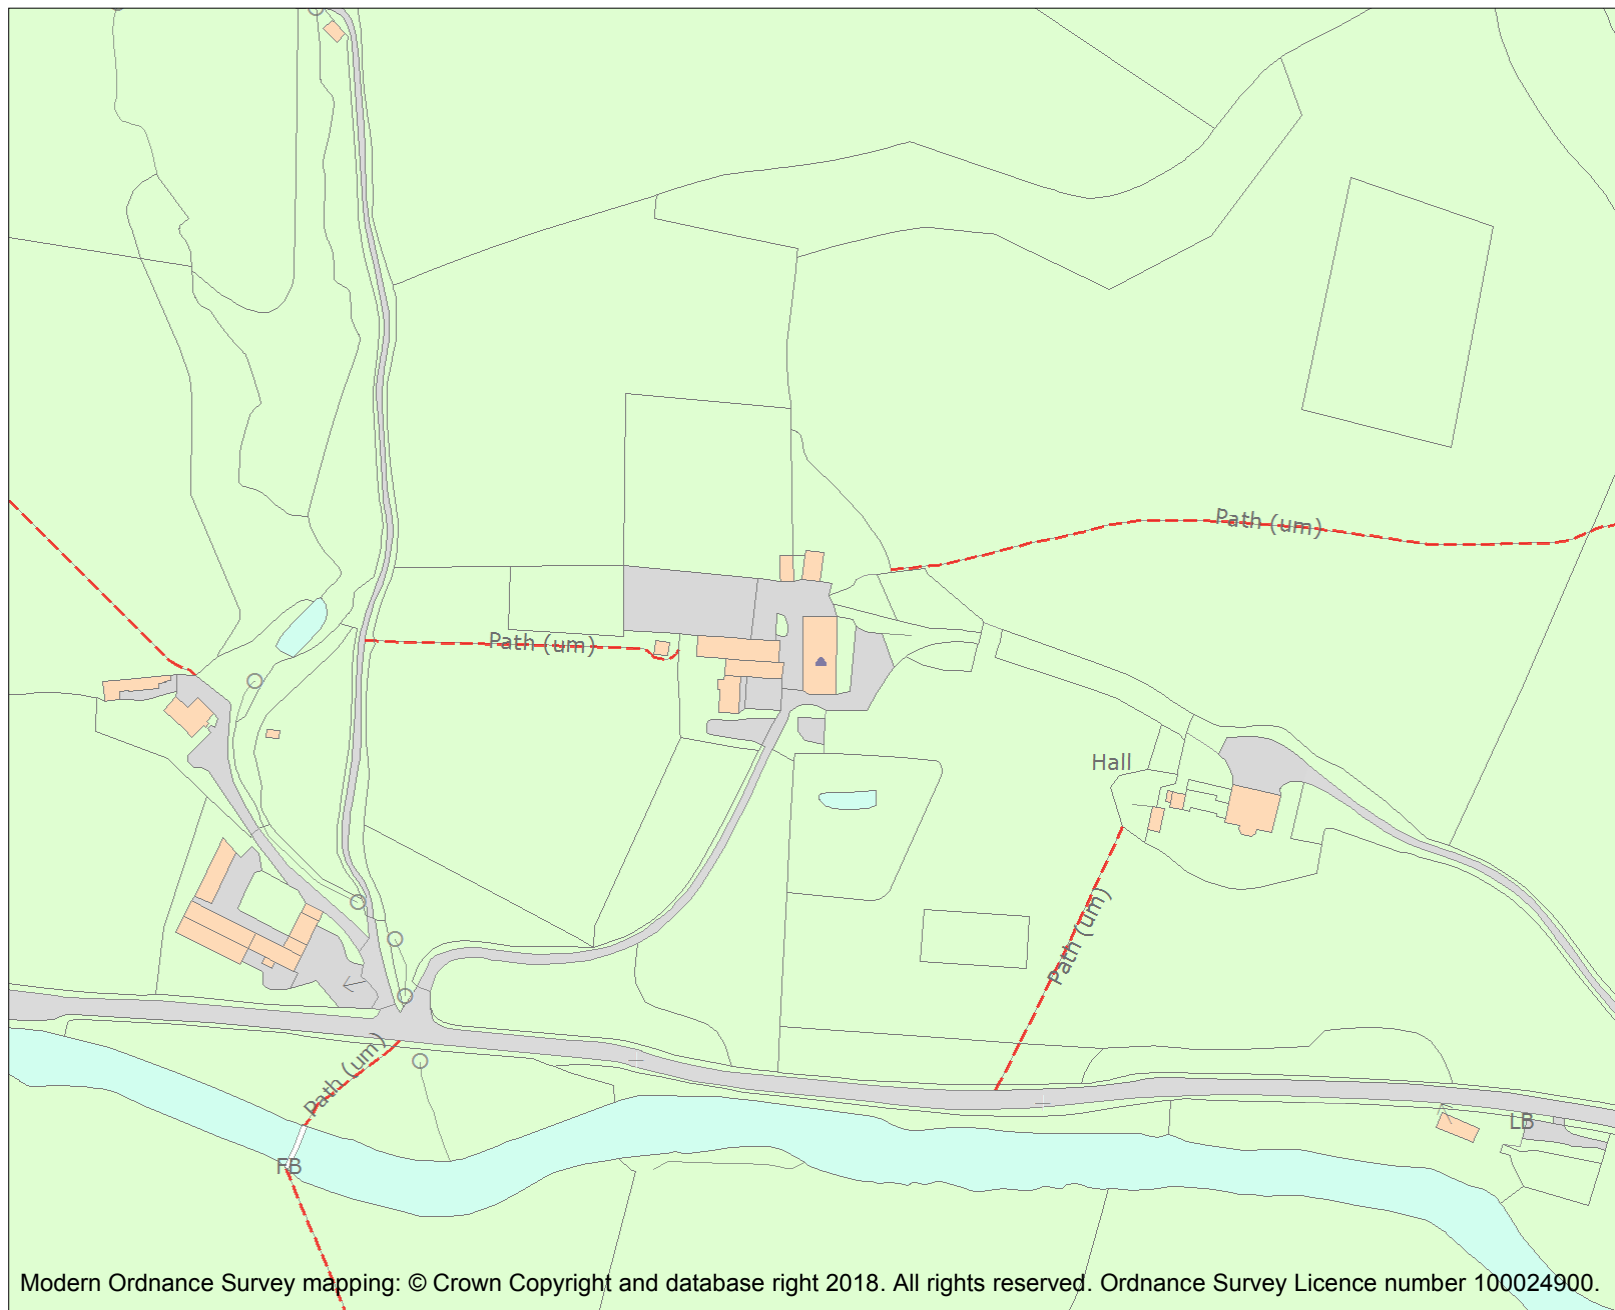 Path (um)
Path (um)
Hall
Path (um)
Path (um)
LB
FB
Modern Ordnance Survey mapping: © Crown Copyright and database right 2018. All rights reserved. Ordnance Survey Licence number 100024900.